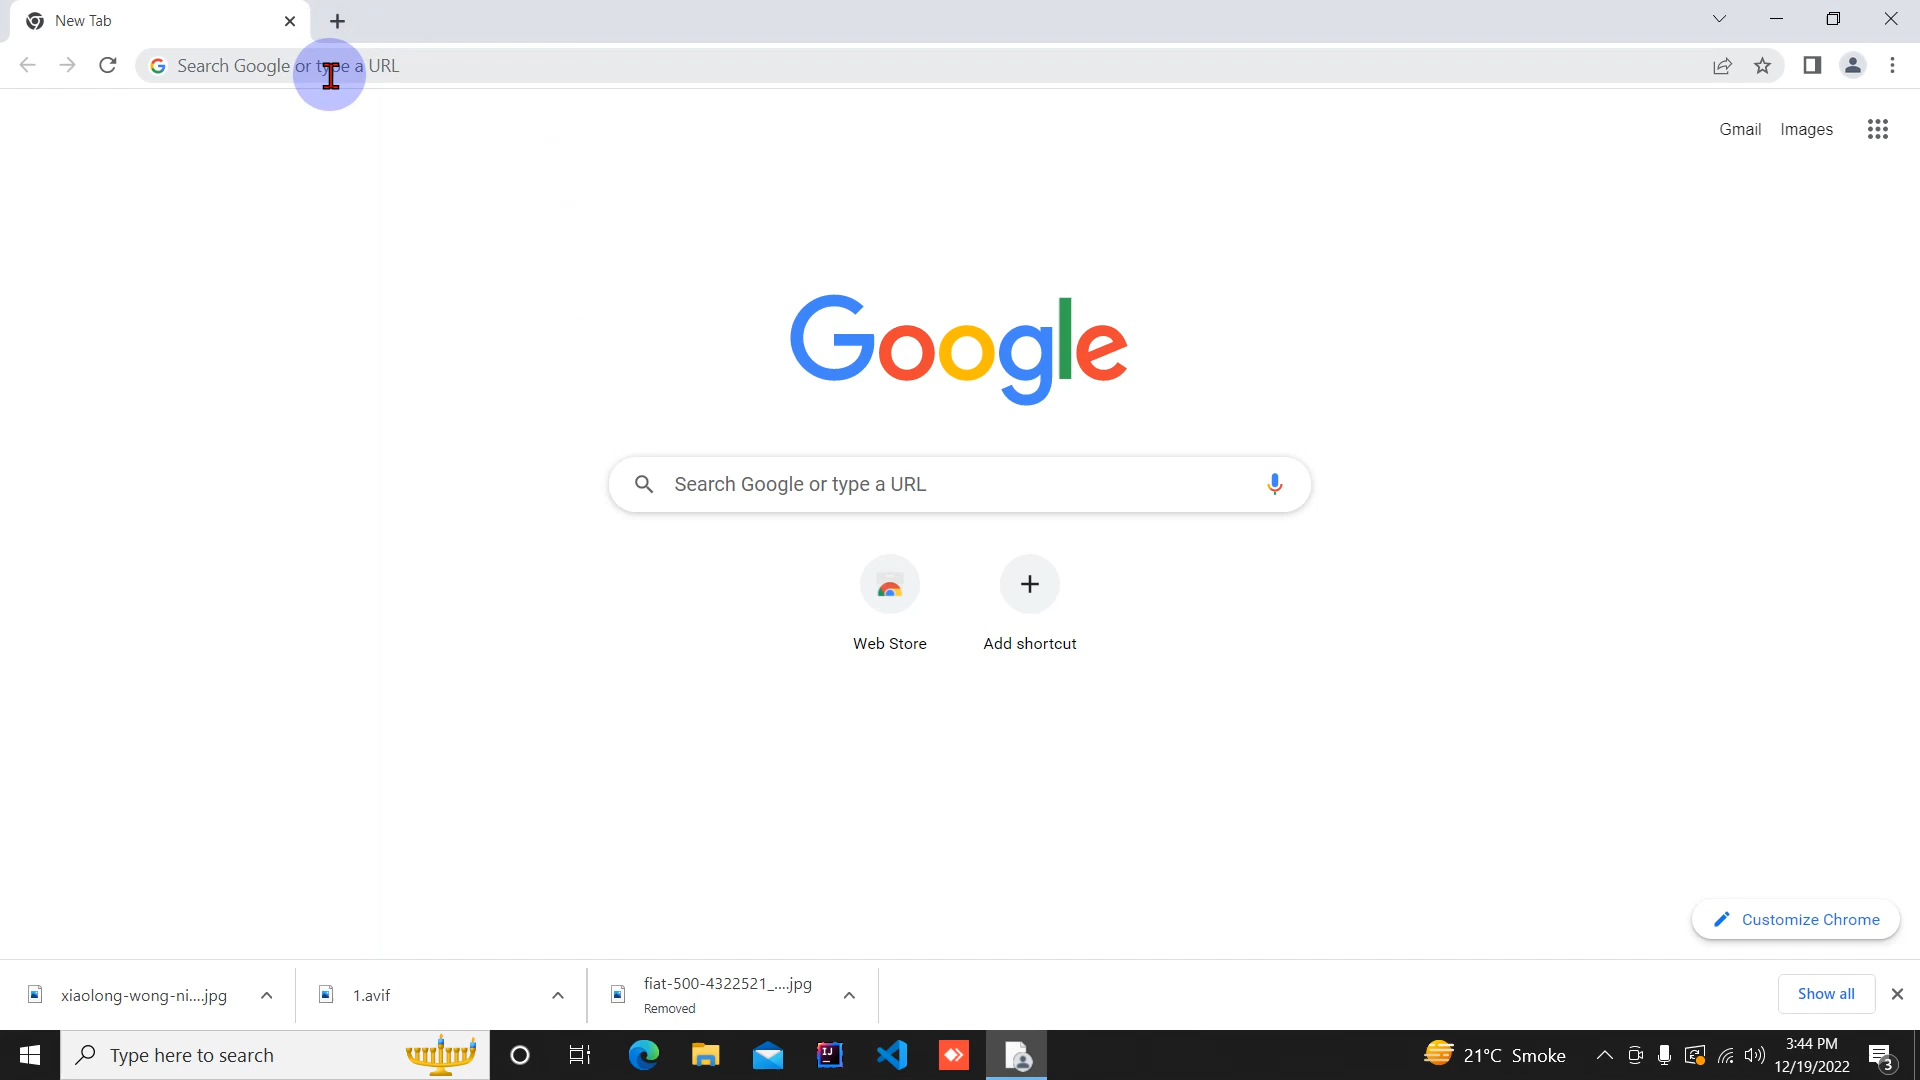 New Tab
Search Google or type a URL
Gmail Images
Google
Search Google or type a URL
Web Store
Add shortcut
Customize Chrome
xiaolong-wong-ni....jpg
1.avif
fiat-500-4322521_....jpg
Removed
Show all
Type here to search
21°C Smoke
3:44 PM
12/19/2022
3